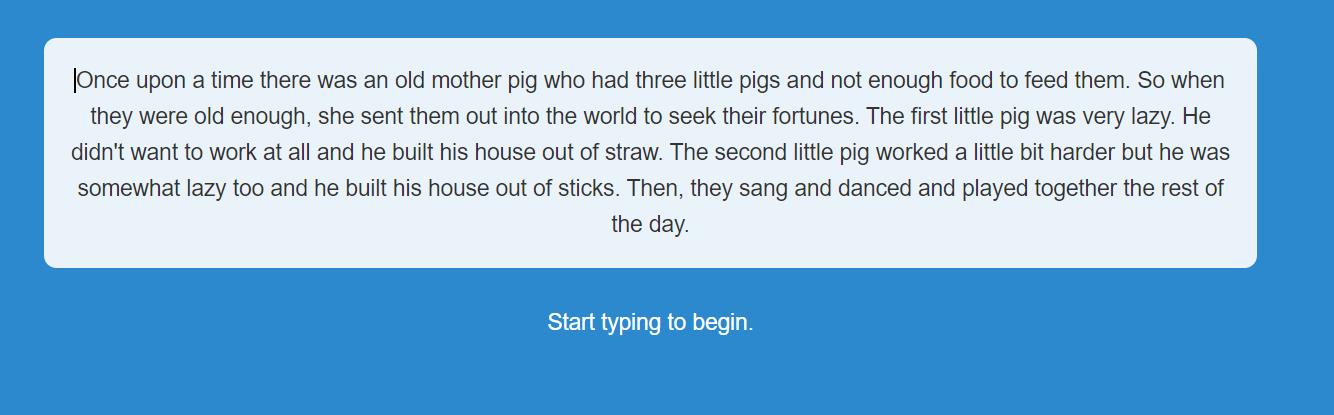 Once upon a time there was an old mother pig who had three little pigs and not enough food to feed them. So when
they were old enough, she sent them out into the world to seek their fortunes. The first little pig was very lazy. He
didn't want to work at all and he built his house out of straw. The second little pig worked a little bit harder but he was
somewhat lazy too and he built his house out of sticks. Then, they sang and danced and played together the rest of
the day.
Start typing to begin.